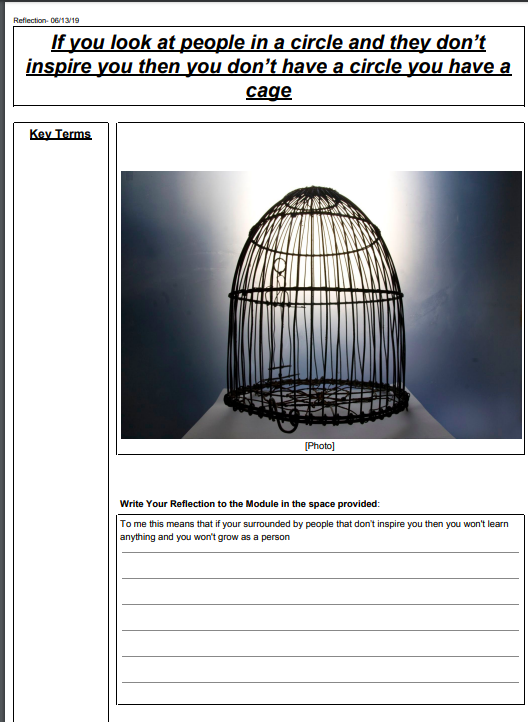 Reflection- 06/13/19
If you look at people in a circle and they don't
inspire you then you don't have a circle you have a
cage
Key Terms
[Photo]
Write Your Reflection to the Module in the space provided:
To me this means that if your surrounded by people that don't inspire you then you won't learn
anything and you won't grow as a person